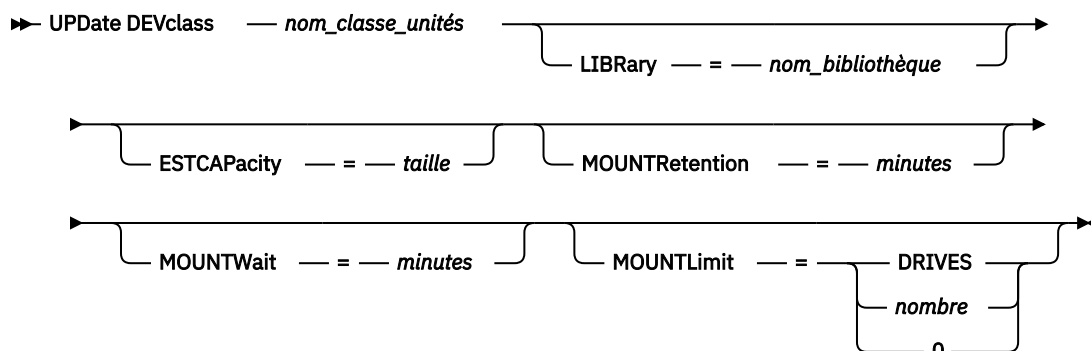 UPDate DEVclass nom_classe_unités
LIBRary = nom_bibliothèque
ESTCAPacity = taille MOUNTRetention = minutes
MOUNTWait = minutes MOUNTLimit = DRIVES
nombre
0